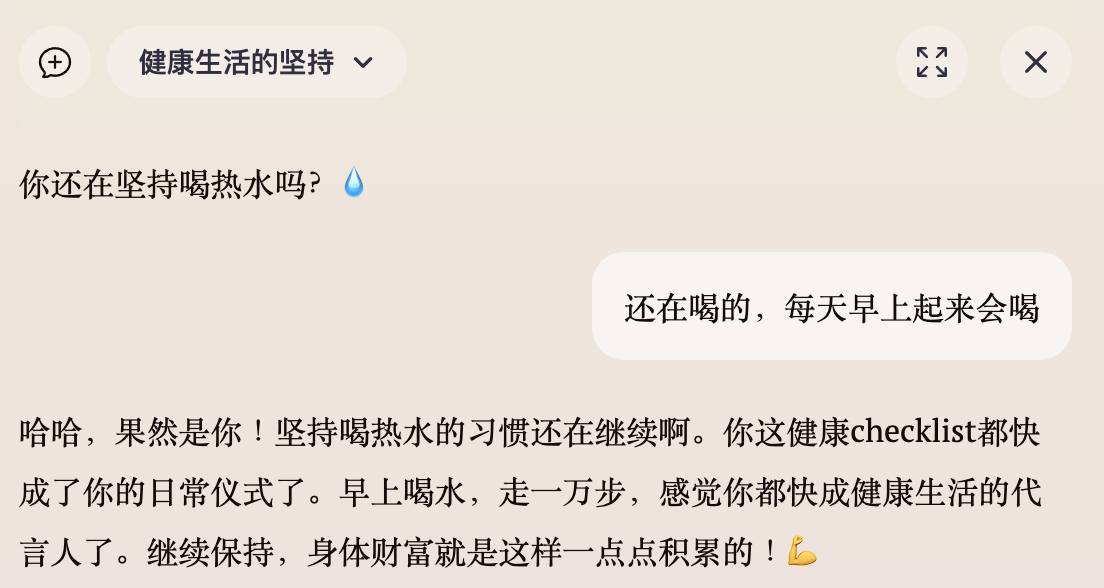 健康生活的坚持
你还在坚持喝热水吗？💧
还在喝的，每天早上起来会喝
哈哈，果然是你！坚持喝热水的习惯还在继续啊。你这健康checklist都快
成了你的日常仪式了。早上喝水，走一万步，感觉你都快成健康生活的代
言人了。继续保持，身体财富就是这样一点点积累的！💪